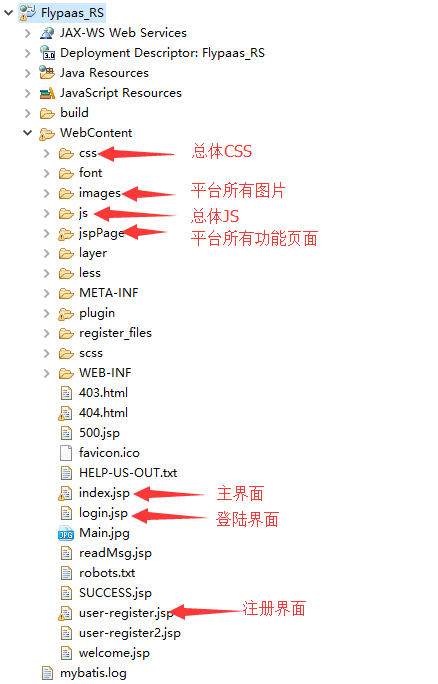 Flypaas_RS
JAX-WS Web Services
3.0 Deployment Descriptor: Flypaas_RS
Java Resources
JavaScript Resources
build
WebContent
css 总体CSS
font
images 平台所有图片
js 总体JS
jspPage 平台所有功能页面
layer
less
META-INF
plugin
register_files
scss
WEB-INF
403.html
404.html
500.jsp
favicon.ico
HELP-US-OUT.txt
index.jsp 主界面
login.jsp 登陆界面
JPG Main.jpg
readMsg.jsp
robots.txt
SUCCESS.jsp
user-register.jsp 注册界面
user-register2.jsp
welcome.jsp
mybatis.log